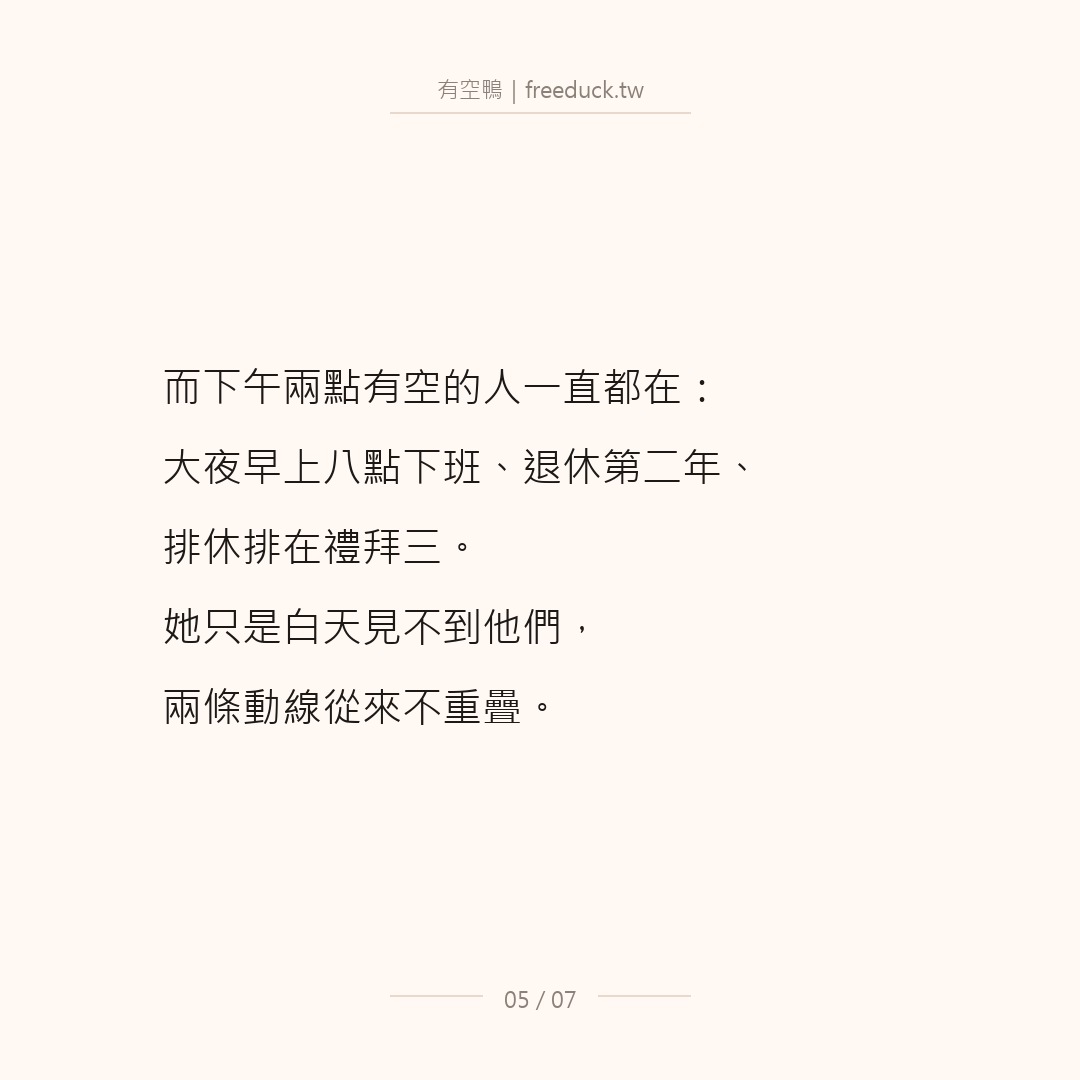 有空鴨｜freeduck.tw
而下午兩點有空的人一直都在：
大夜早上八點下班、退休第二年、
排休排在禮拜三。
她只是白天見不到他們，
兩條動線從來不重疊。
05 / 07